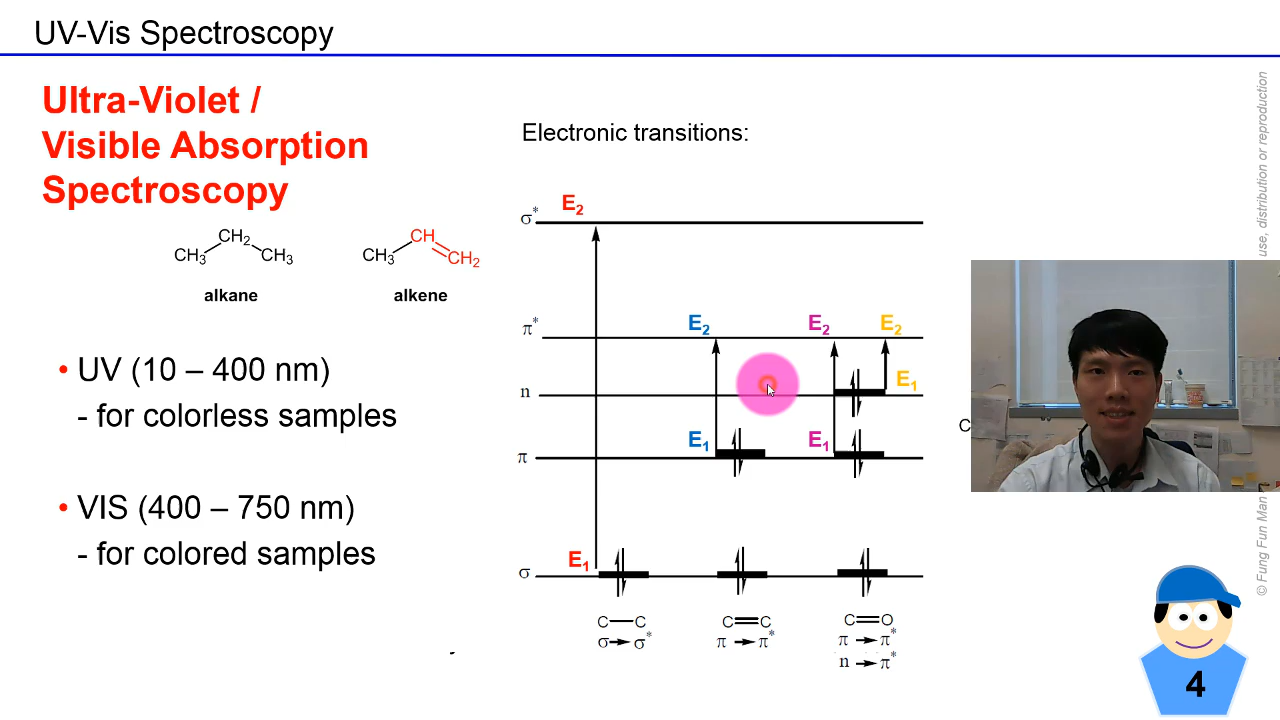 UV-Vis Spectroscopy
Ultra-Violet /
Visible Absorption
Spectroscopy
CH₃ CH₂ CH₃
alkane
CH₃ CH CH₂
alkene
• UV (10 – 400 nm)
- for colorless samples
• VIS (400 – 750 nm)
- for colored samples
Electronic transitions:
σ* E₂
π* E₂ E₂ E₂
n E₁
π E₁ E₁
σ E₁
C—C C=C C=O
σ→σ* π→π* π→π*
n→π*
C
© Fung Fun Man
use, distribution or reproduction
4